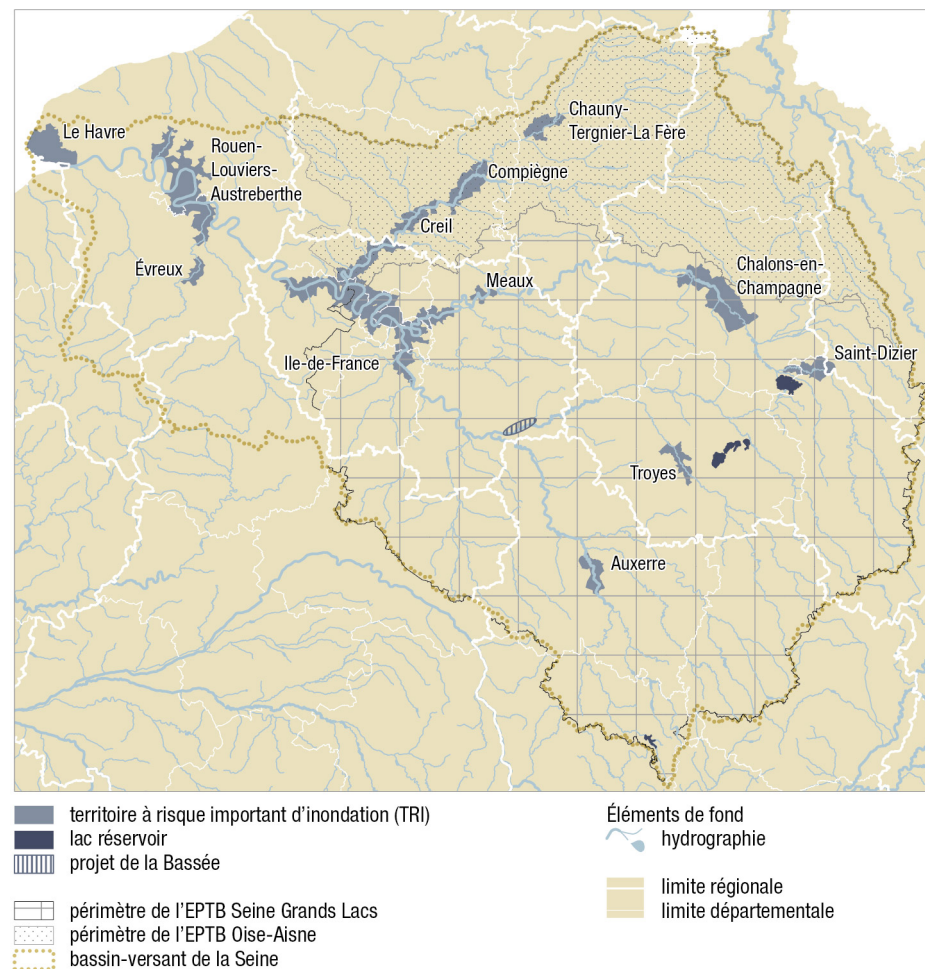 Le Havre
Rouen-
Louviers-
Austreberthe
Évreux
Chauny-
Tergnier-La Fère
Compiègne
Creil
Meaux
Chalons-en-
Champagne
Ile-de-France
Saint-Dizier
Troyes
Auxerre
territoire à risque important d'inondation (TRI)
lac réservoir
projet de la Bassée
périmètre de l'EPTB Seine Grands Lacs
périmètre de l'EPTB Oise-Aisne
bassin-versant de la Seine
Éléments de fond
hydrographie
limite régionale
limite départementale